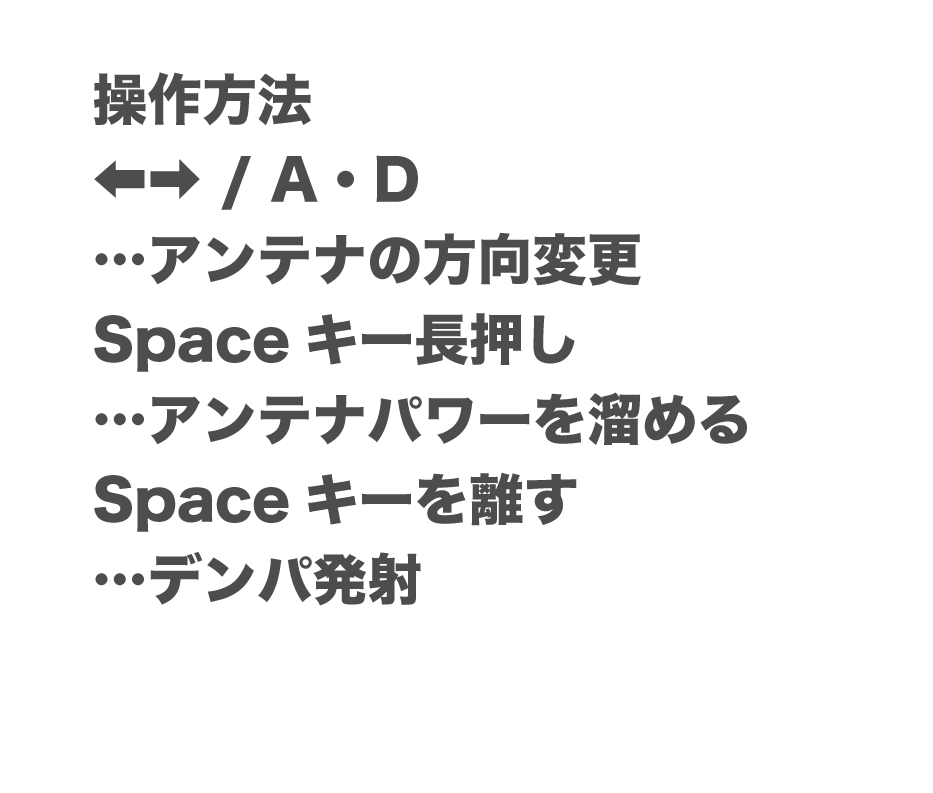 操作方法
⬅➡ / A・D
…アンテナの方向変更
Space キー長押し
…アンテナパワーを溜める
Space キーを離す
…デンパ発射